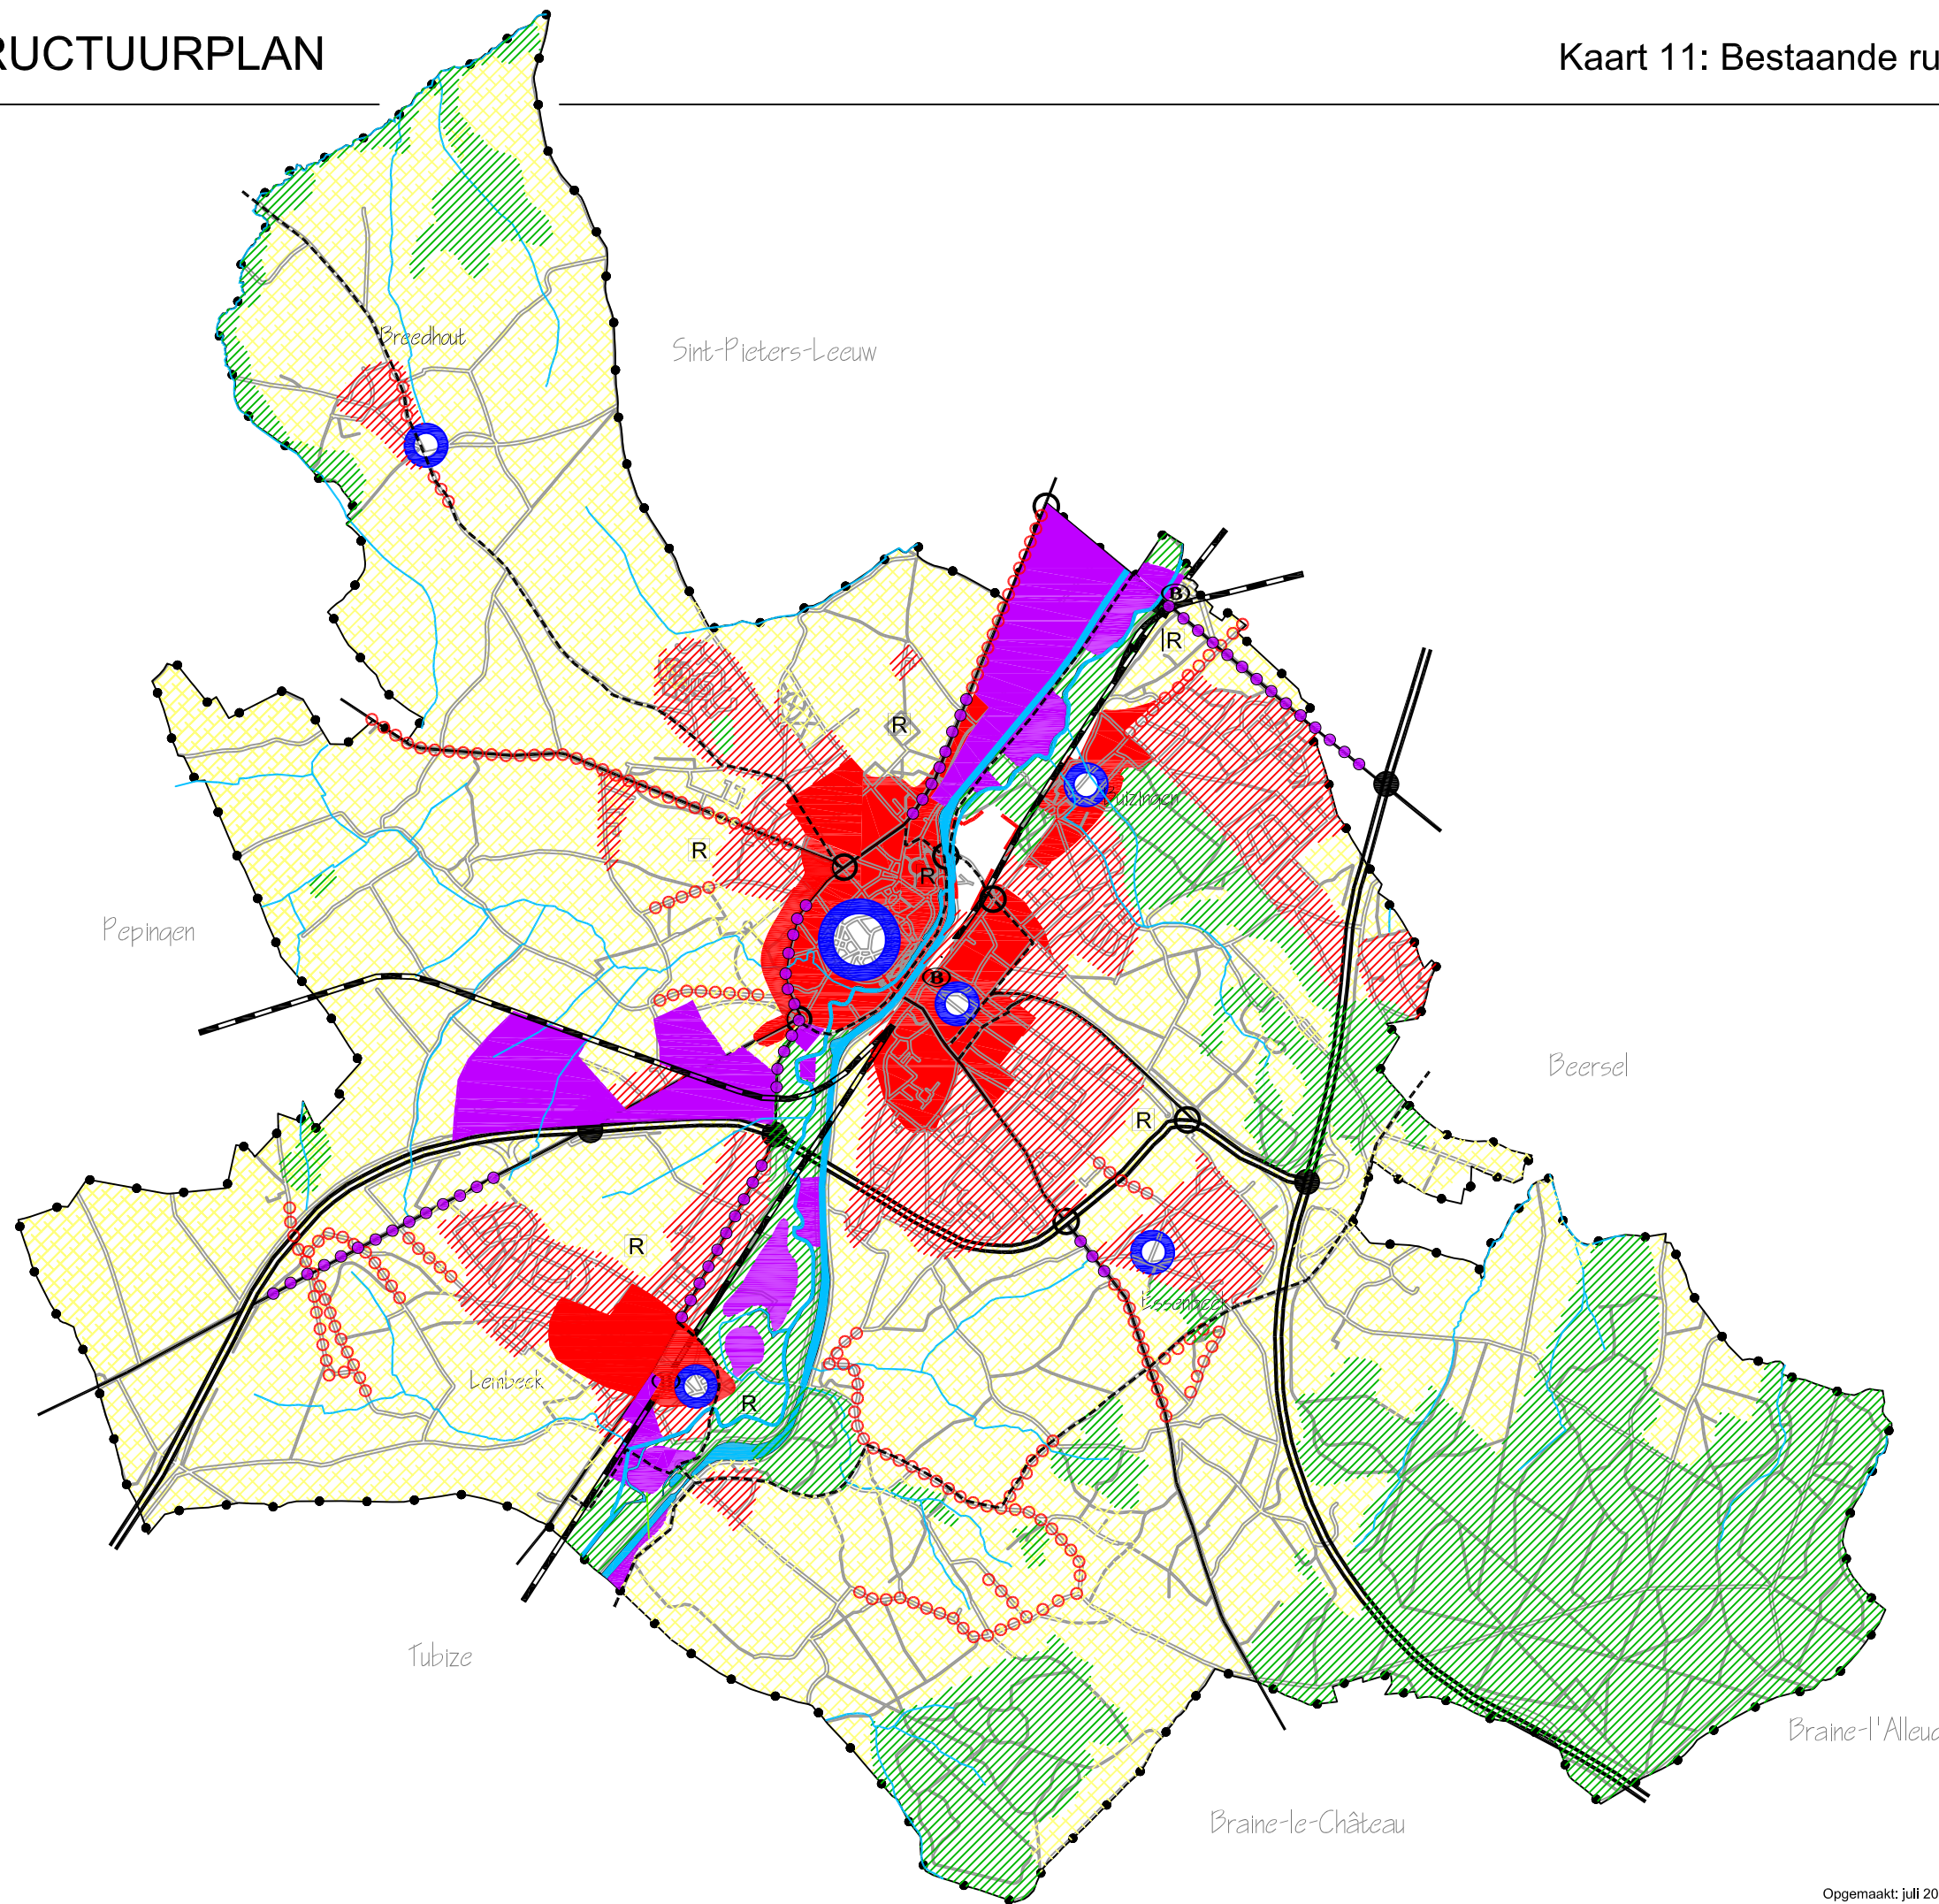 RUCTUURPLAN
Kaart 11: Bestaande ru
Breedhout
Sint-Pieters-Leeuw
B
R
R
Buizingen
R
R
Pepingen
B
Beersel
R
R
Essenbeek
Lembeek
R
Tubize
Braine-l'Alleud
Braine-le-Château
Opgemaakt: juli 20